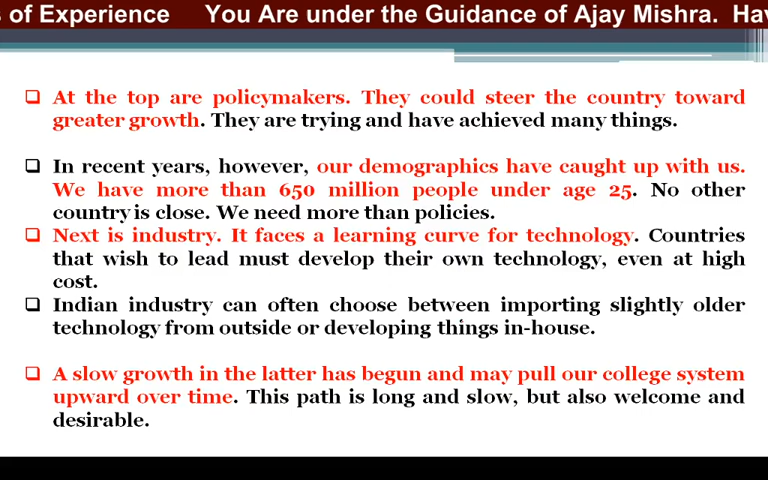 s of Experience You Are under the Guidance of Ajay Mishra. Hav
At the top are policymakers. They could steer the country toward
greater growth. They are trying and have achieved many things.
In recent years, however, our demographics have caught up with us.
We have more than 650 million people under age 25. No other
country is close. We need more than policies.
Next is industry. It faces a learning curve for technology. Countries
that wish to lead must develop their own technology, even at high
cost.
Indian industry can often choose between importing slightly older
technology from outside or developing things in-house.
A slow growth in the latter has begun and may pull our college system
upward over time. This path is long and slow, but also welcome and
desirable.